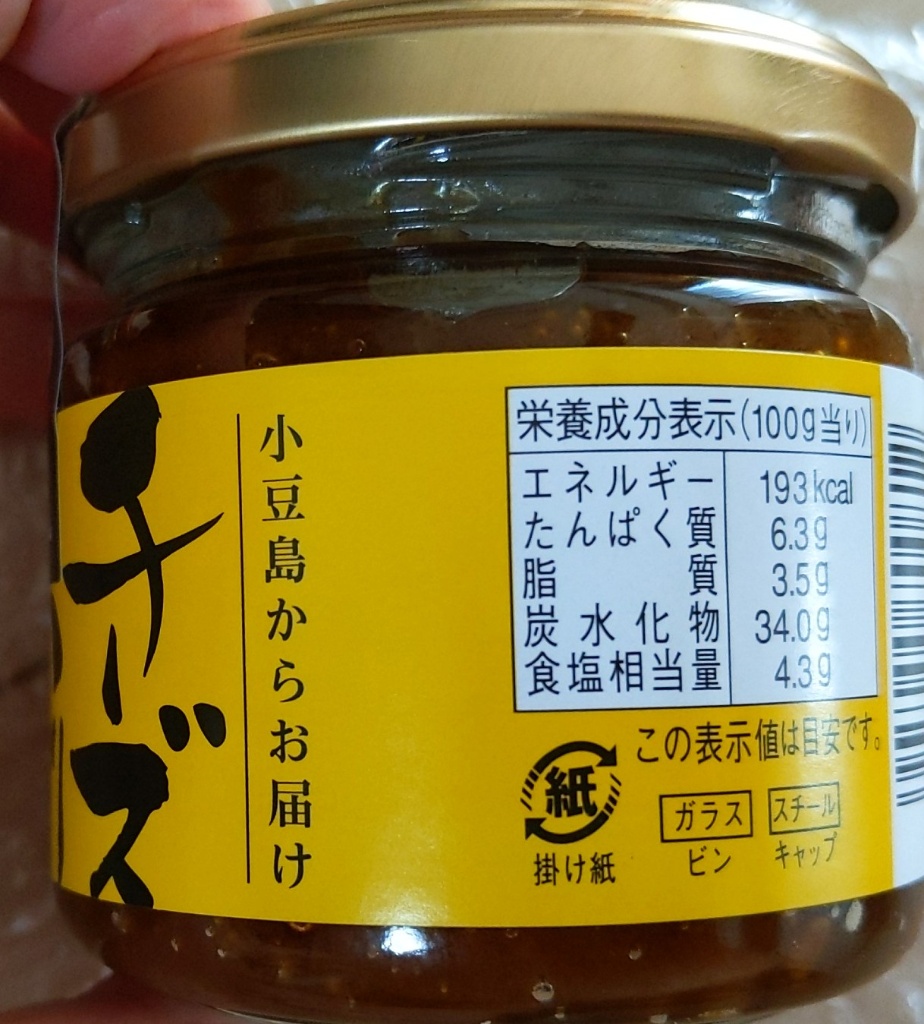 チーズ
小豆島からお届け
栄養成分表示(100g当り)
エネルギー 193kcal
たんぱく質 6.3g
脂質 3.5g
炭水化物 34.0g
食塩相当量 4.3g
この表示値は目安です。
紙
掛け紙
ガラス
ビン
スチール
キャップ